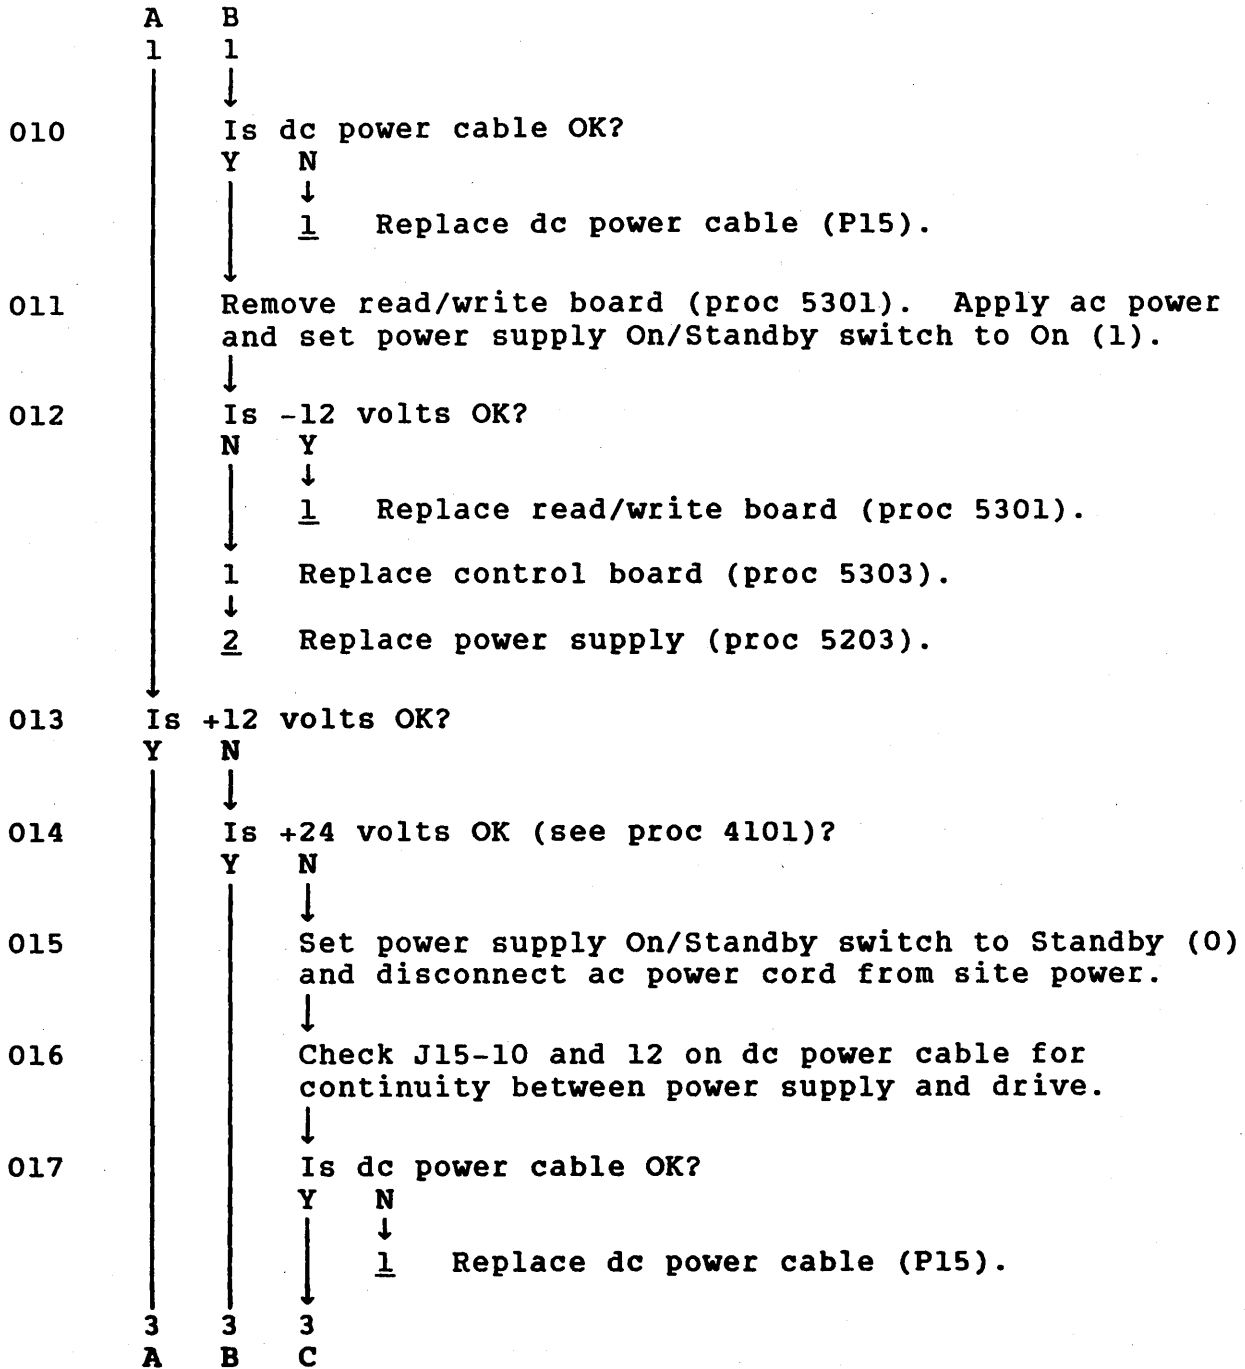 A B
1 1
010 Is dc power cable OK?
Y N
1 Replace dc power cable (P15).
011 Remove read/write board (proc 5301). Apply ac power
and set power supply On/Standby switch to On (1).
012 Is -12 volts OK?
N Y
1 Replace read/write board (proc 5301).
1 Replace control board (proc 5303).
2 Replace power supply (proc 5203).
013 Is +12 volts OK?
Y N
014 Is +24 volts OK (see proc 4101)?
Y N
015 Set power supply On/Standby switch to Standby (0)
and disconnect ac power cord from site power.
016 Check J15-10 and 12 on dc power cable for
continuity between power supply and drive.
017 Is dc power cable OK?
Y N
1 Replace dc power cable (P15).
3 3 3
A B C